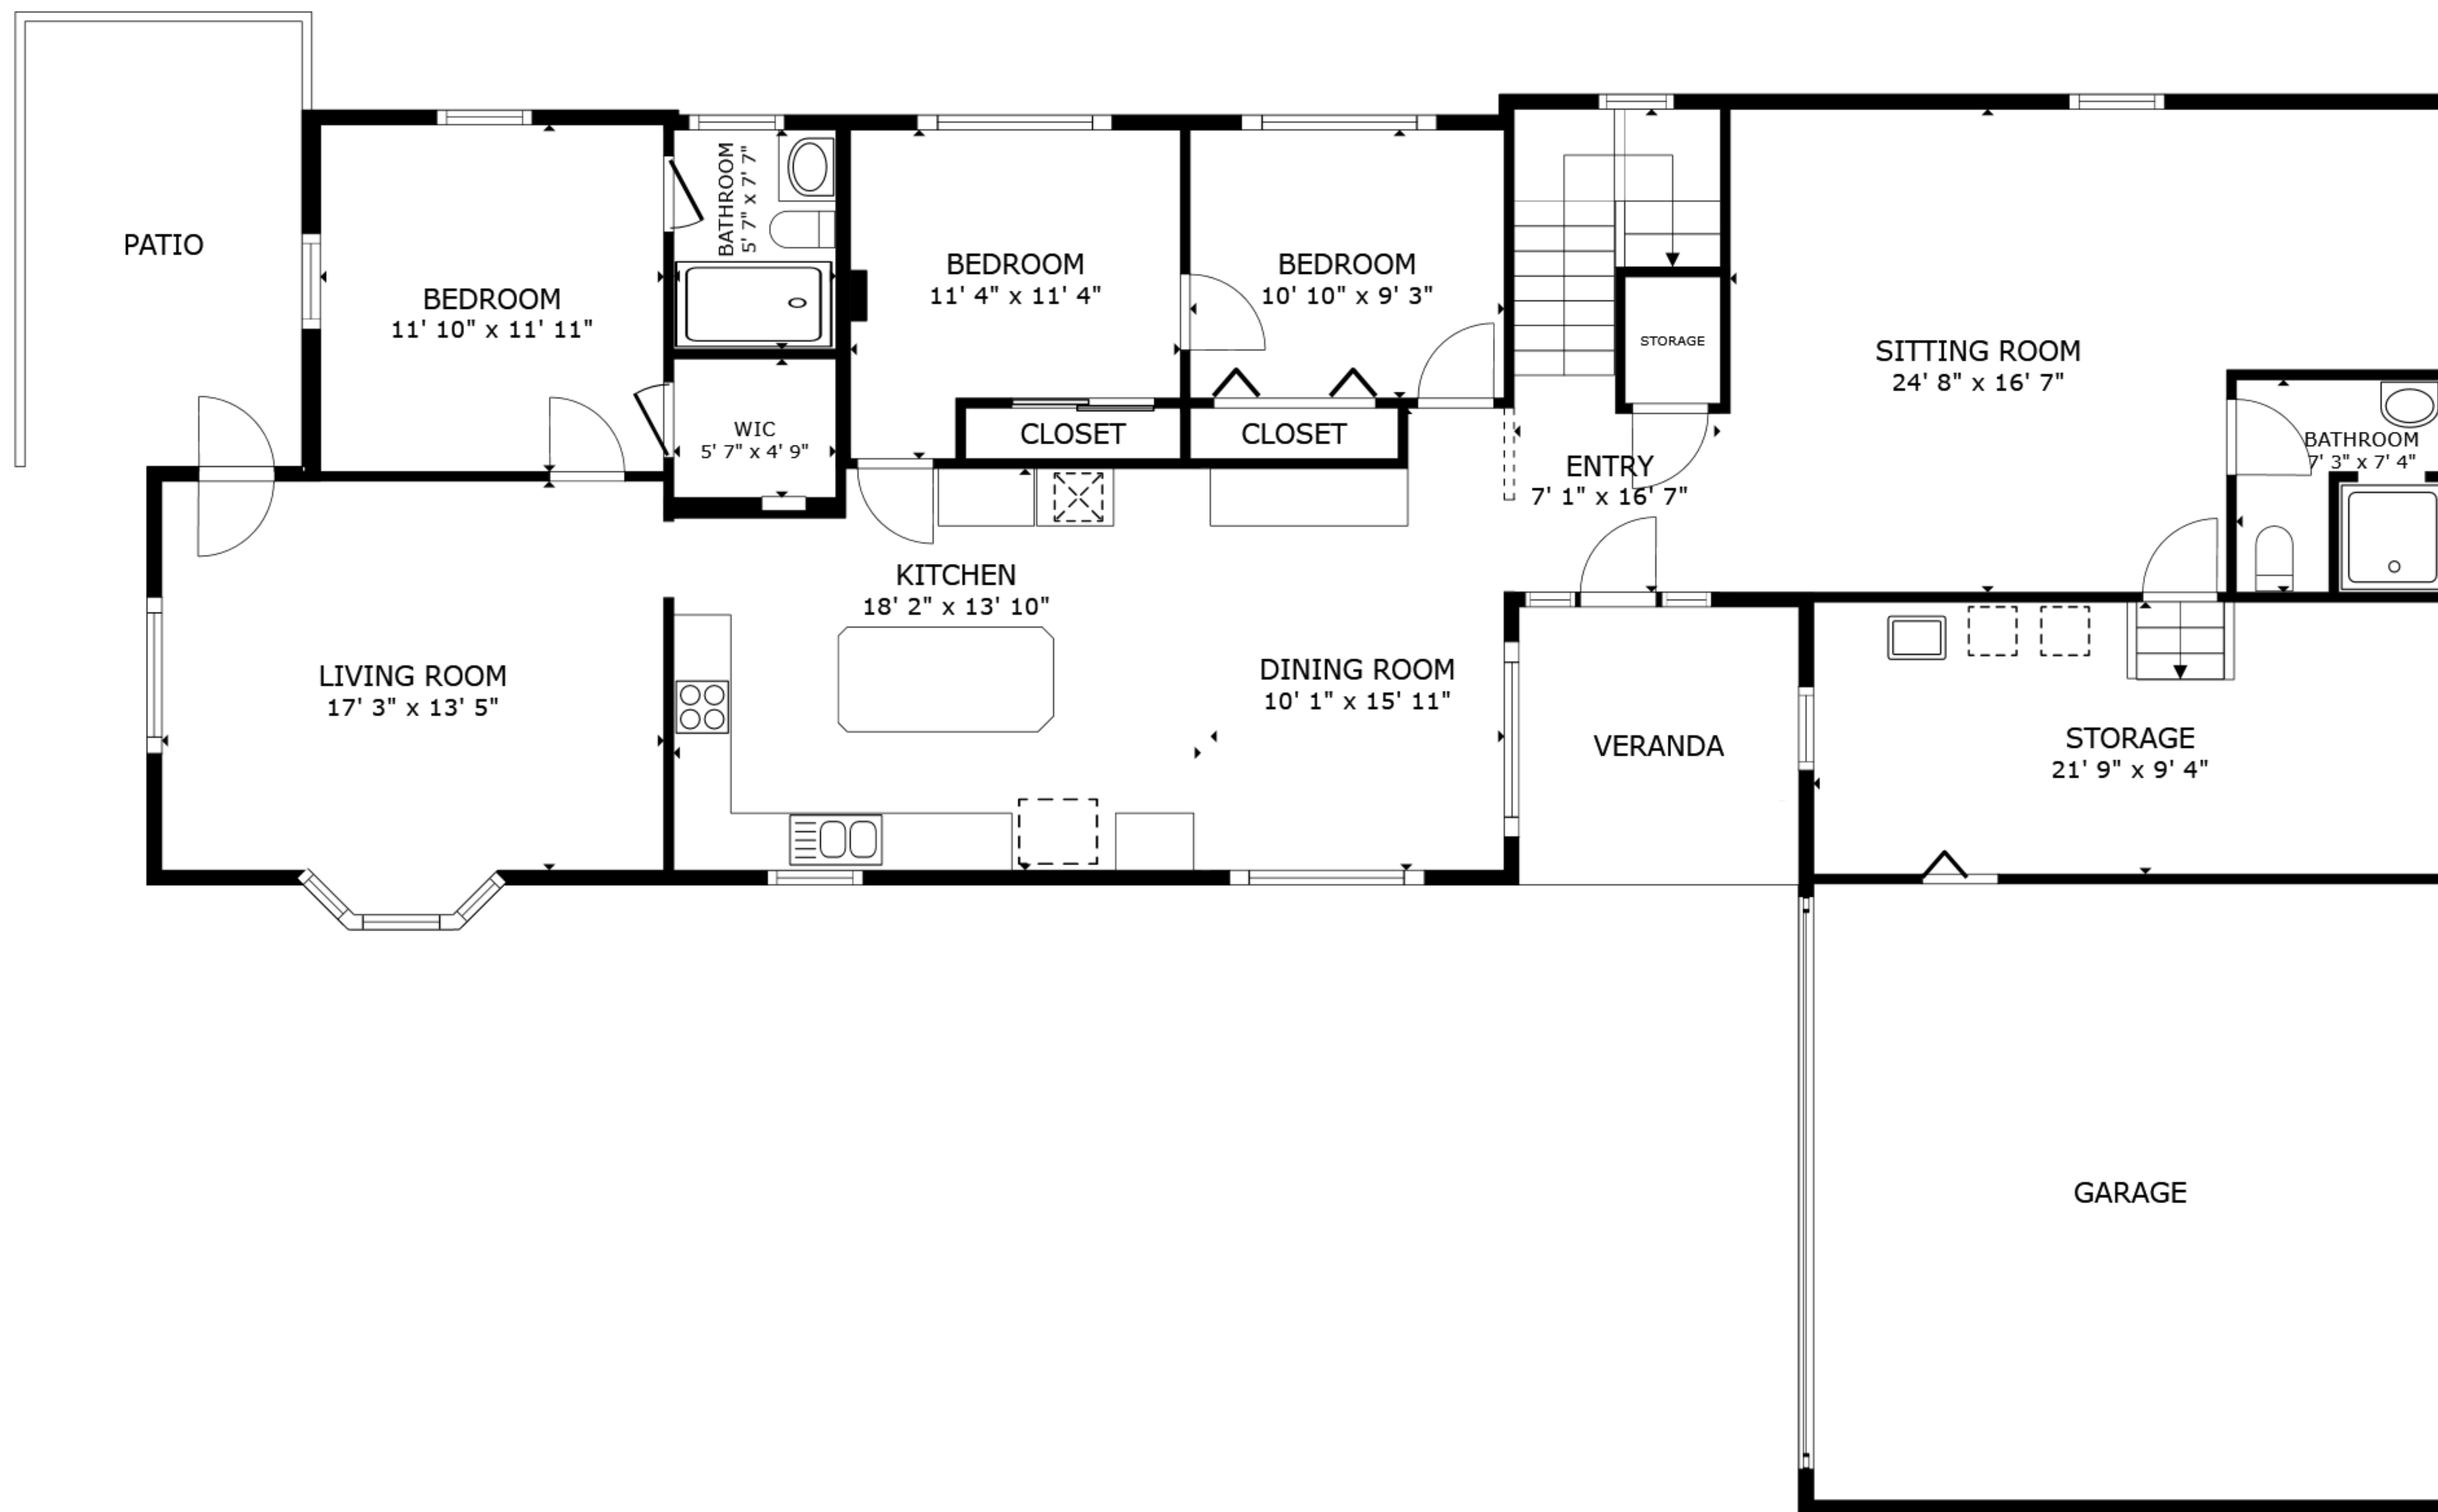 PATIO
BEDROOM
11' 10" x 11' 11"
BATHROOM
5' 7" x 7' 7"
WIC
5' 7" x 4' 9"
BEDROOM
11' 4" x 11' 4"
CLOSET
BEDROOM
10' 10" x 9' 3"
CLOSET
STORAGE
ENTRY
7' 1" x 16' 7"
SITTING ROOM
24' 8" x 16' 7"
BATHROOM
7' 3" x 7' 4"
LIVING ROOM
17' 3" x 13' 5"
KITCHEN
18' 2" x 13' 10"
DINING ROOM
10' 1" x 15' 11"
VERANDA
STORAGE
21' 9" x 9' 4"
GARAGE